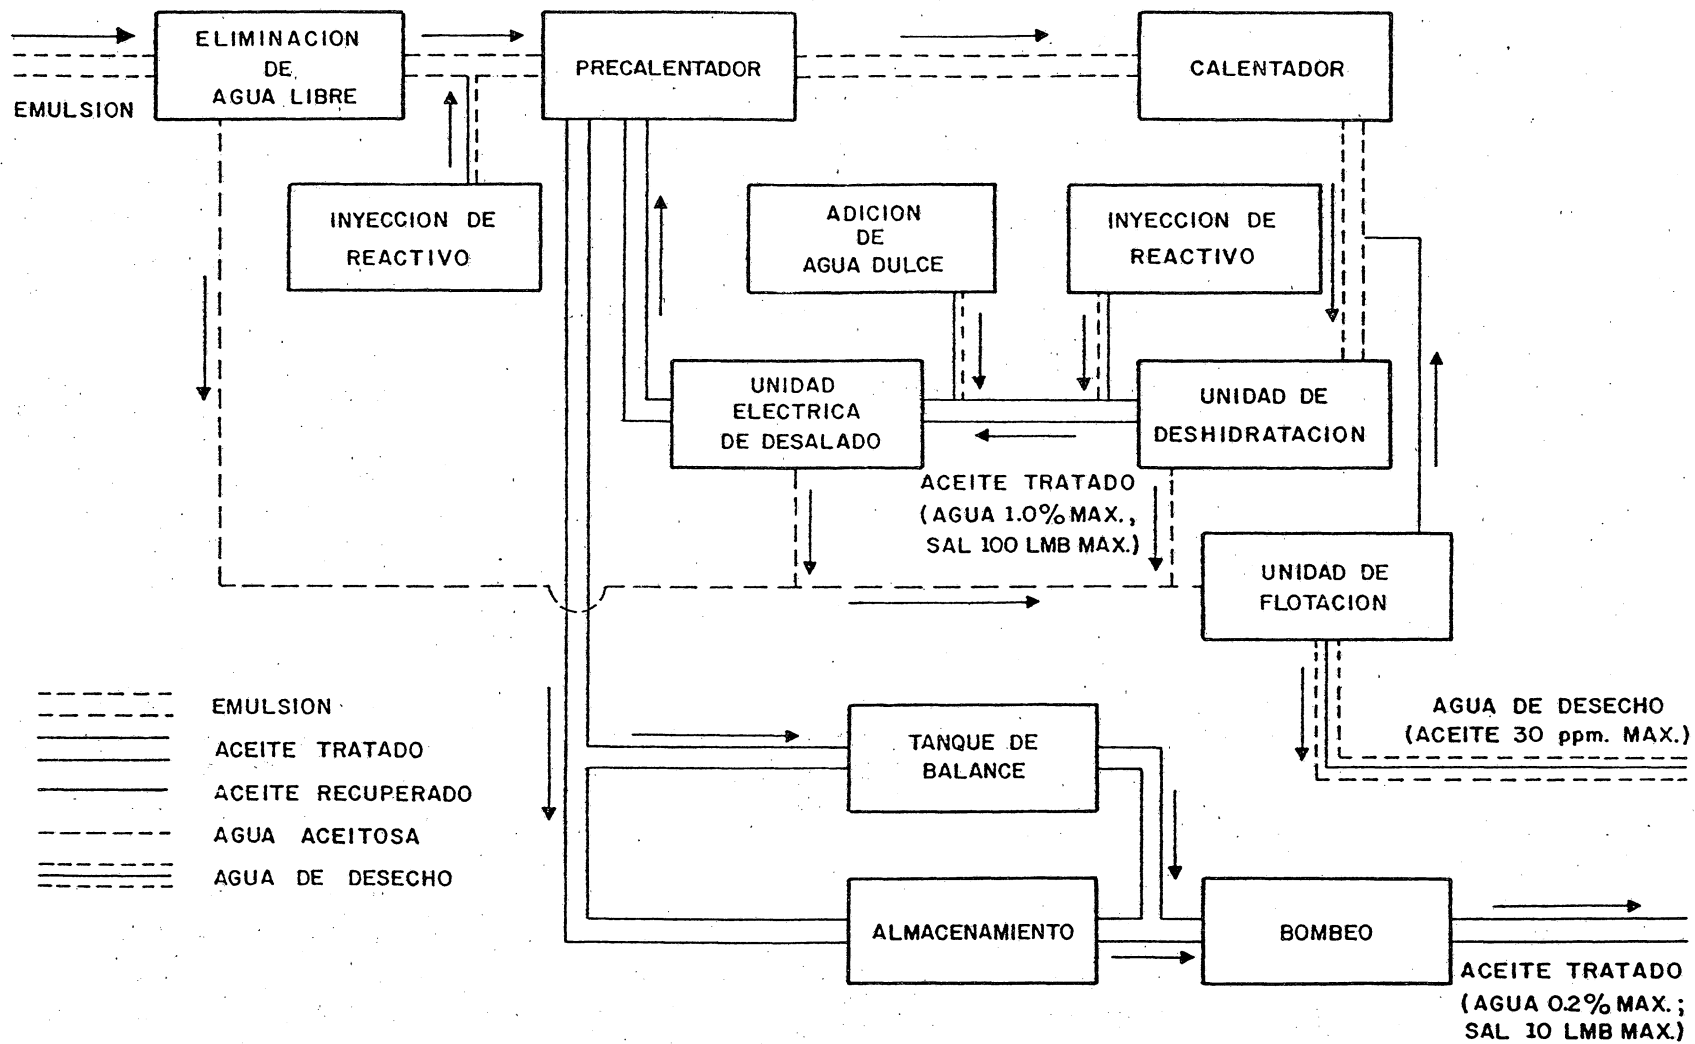 ELIMINACION
DE
AGUA LIBRE
PRECALENTADOR
CALENTADOR
EMULSION
INYECCION DE
REACTIVO
ADICION
DE
AGUA DULCE
INYECCION DE
REACTIVO
UNIDAD
ELECTRICA
DE DESALADO
UNIDAD DE
DESHIDRATACION
ACEITE TRATADO
(AGUA 1.0% MAX.,
SAL 100 LMB MAX.)
UNIDAD DE
FLOTACION
EMULSION
ACEITE TRATADO
ACEITE RECUPERADO
AGUA ACEITOSA
AGUA DE DESECHO
TANQUE DE
BALANCE
AGUA DE DESECHO
(ACEITE 30 ppm. MAX.)
ALMACENAMIENTO
BOMBEO
ACEITE TRATADO
(AGUA 0.2% MAX.;
SAL 10 LMB MAX.)